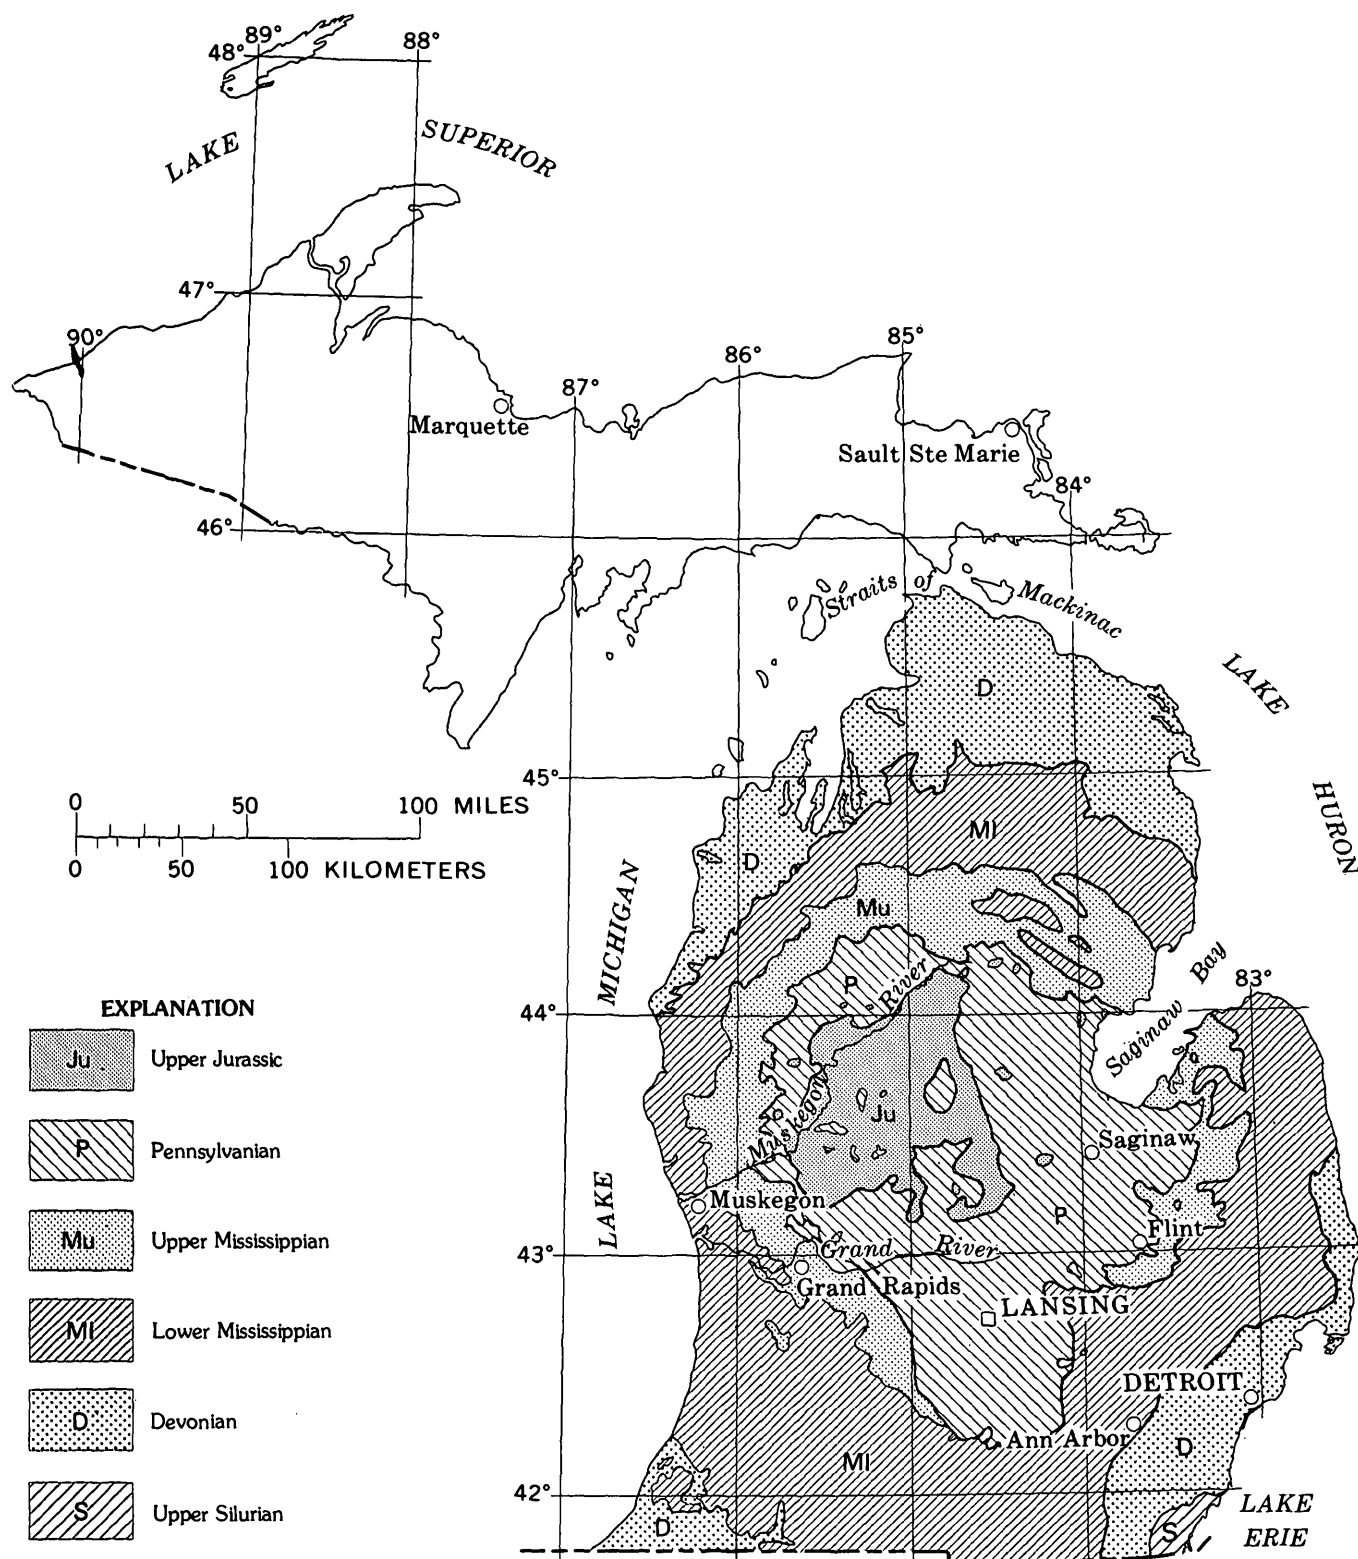 89°
48°
88°
LAKE
SUPERIOR
47°
90°
85°
86°
87°
Marquette
Sault Ste Marie
84°
46°
Straits of
Mackinac
LAKE
HURON
D
45°
0 50 100 MILES
0 50 100 KILOMETERS
Ml
D
MICHIGAN
Mu
Bay
83°
P
River
EXPLANATION
44°
Saginaw
Ju Upper Jurassic
Ju
Muskegon
Saginaw
P Pennsylvanian
LAKE
Muskegon
P
Flint
Mu Upper Mississippian
43°
Grand River
Grand Rapids
LANSING
Ml Lower Mississippian
DETROIT
D Devonian
Ann Arbor
D
Ml
42°
LAKE
ERIE
S Upper Silurian
D
S